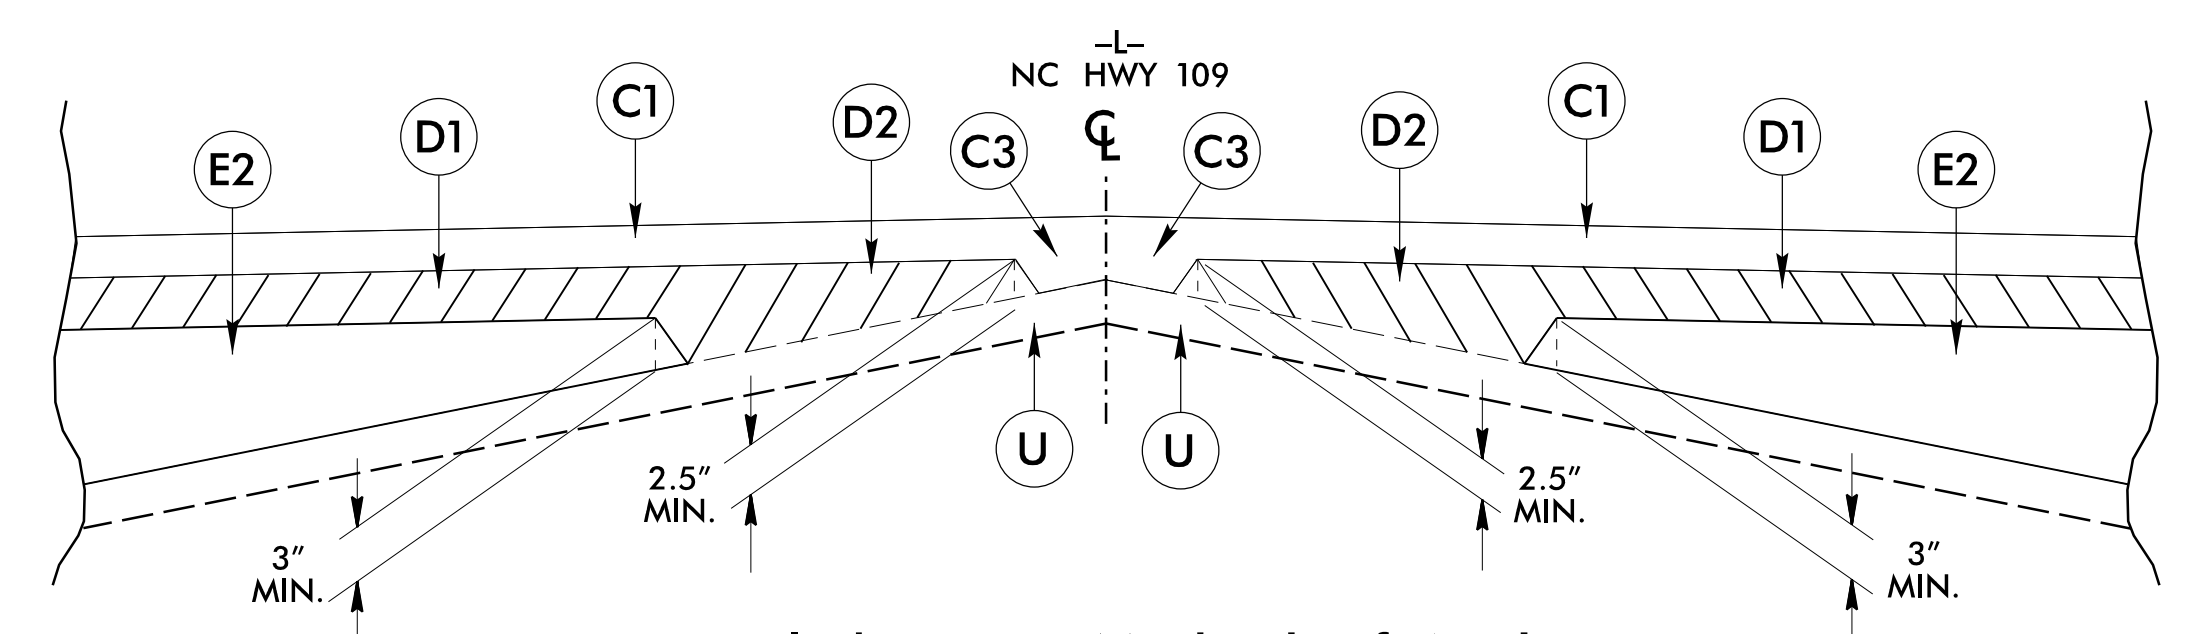 –L–
NC HWY 109
C1
C1
D2
D2
D1
D1
C3
℄
C3
E2
E2
U
U
2.5"
MIN.
2.5"
MIN.
3"
MIN.
3"
MIN.